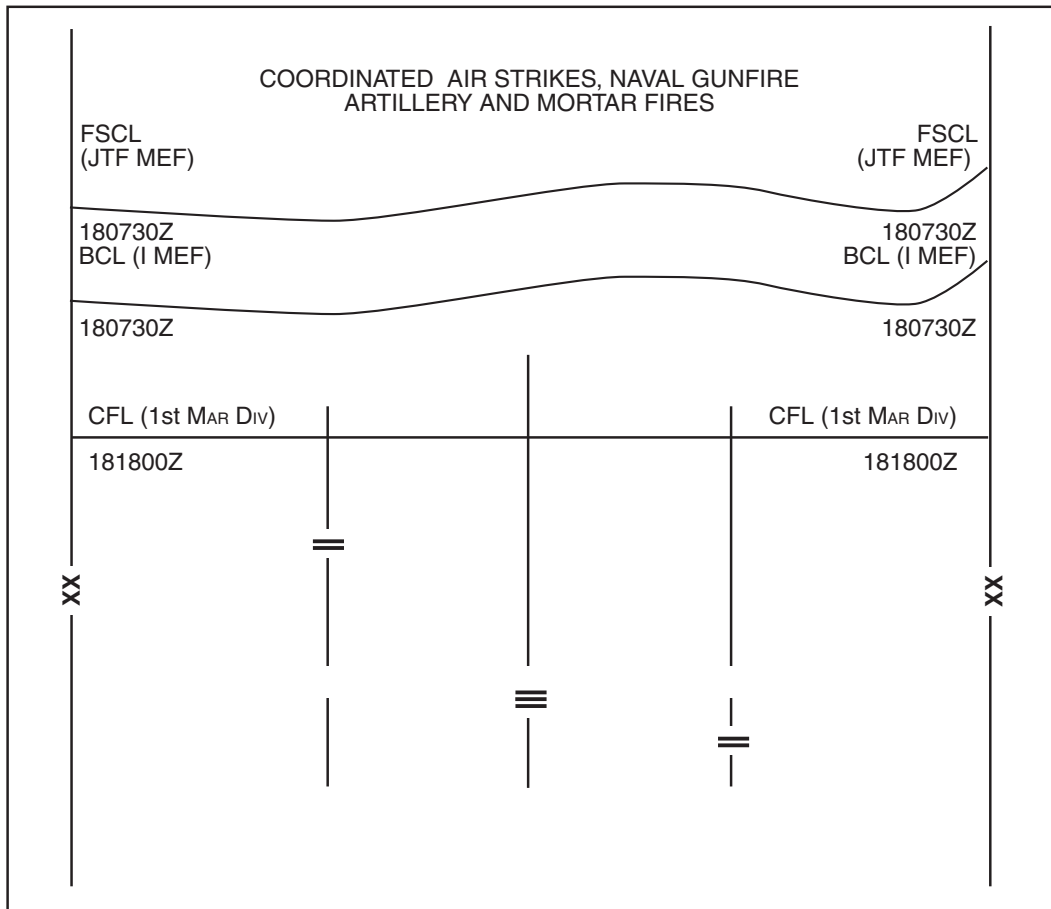 COORDINATED AIR STRIKES, NAVAL GUNFIRE
ARTILLERY AND MORTAR FIRES
FSCL
(JTF MEF)
FSCL
(JTF MEF)
180730Z
180730Z
BCL (I MEF)
BCL (I MEF)
180730Z
180730Z
CFL (1st MAR DIV)
CFL (1st MAR DIV)
181800Z
181800Z
XX
XX